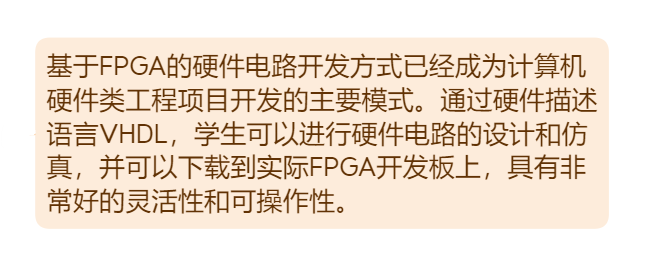 基于FPGA的硬件电路开发方式已经成为计算机
硬件类工程项目开发的主要模式。通过硬件描述
语言VHDL，学生可以进行硬件电路的设计和仿
真，并可以下载到实际FPGA开发板上，具有非
常好的灵活性和可操作性。